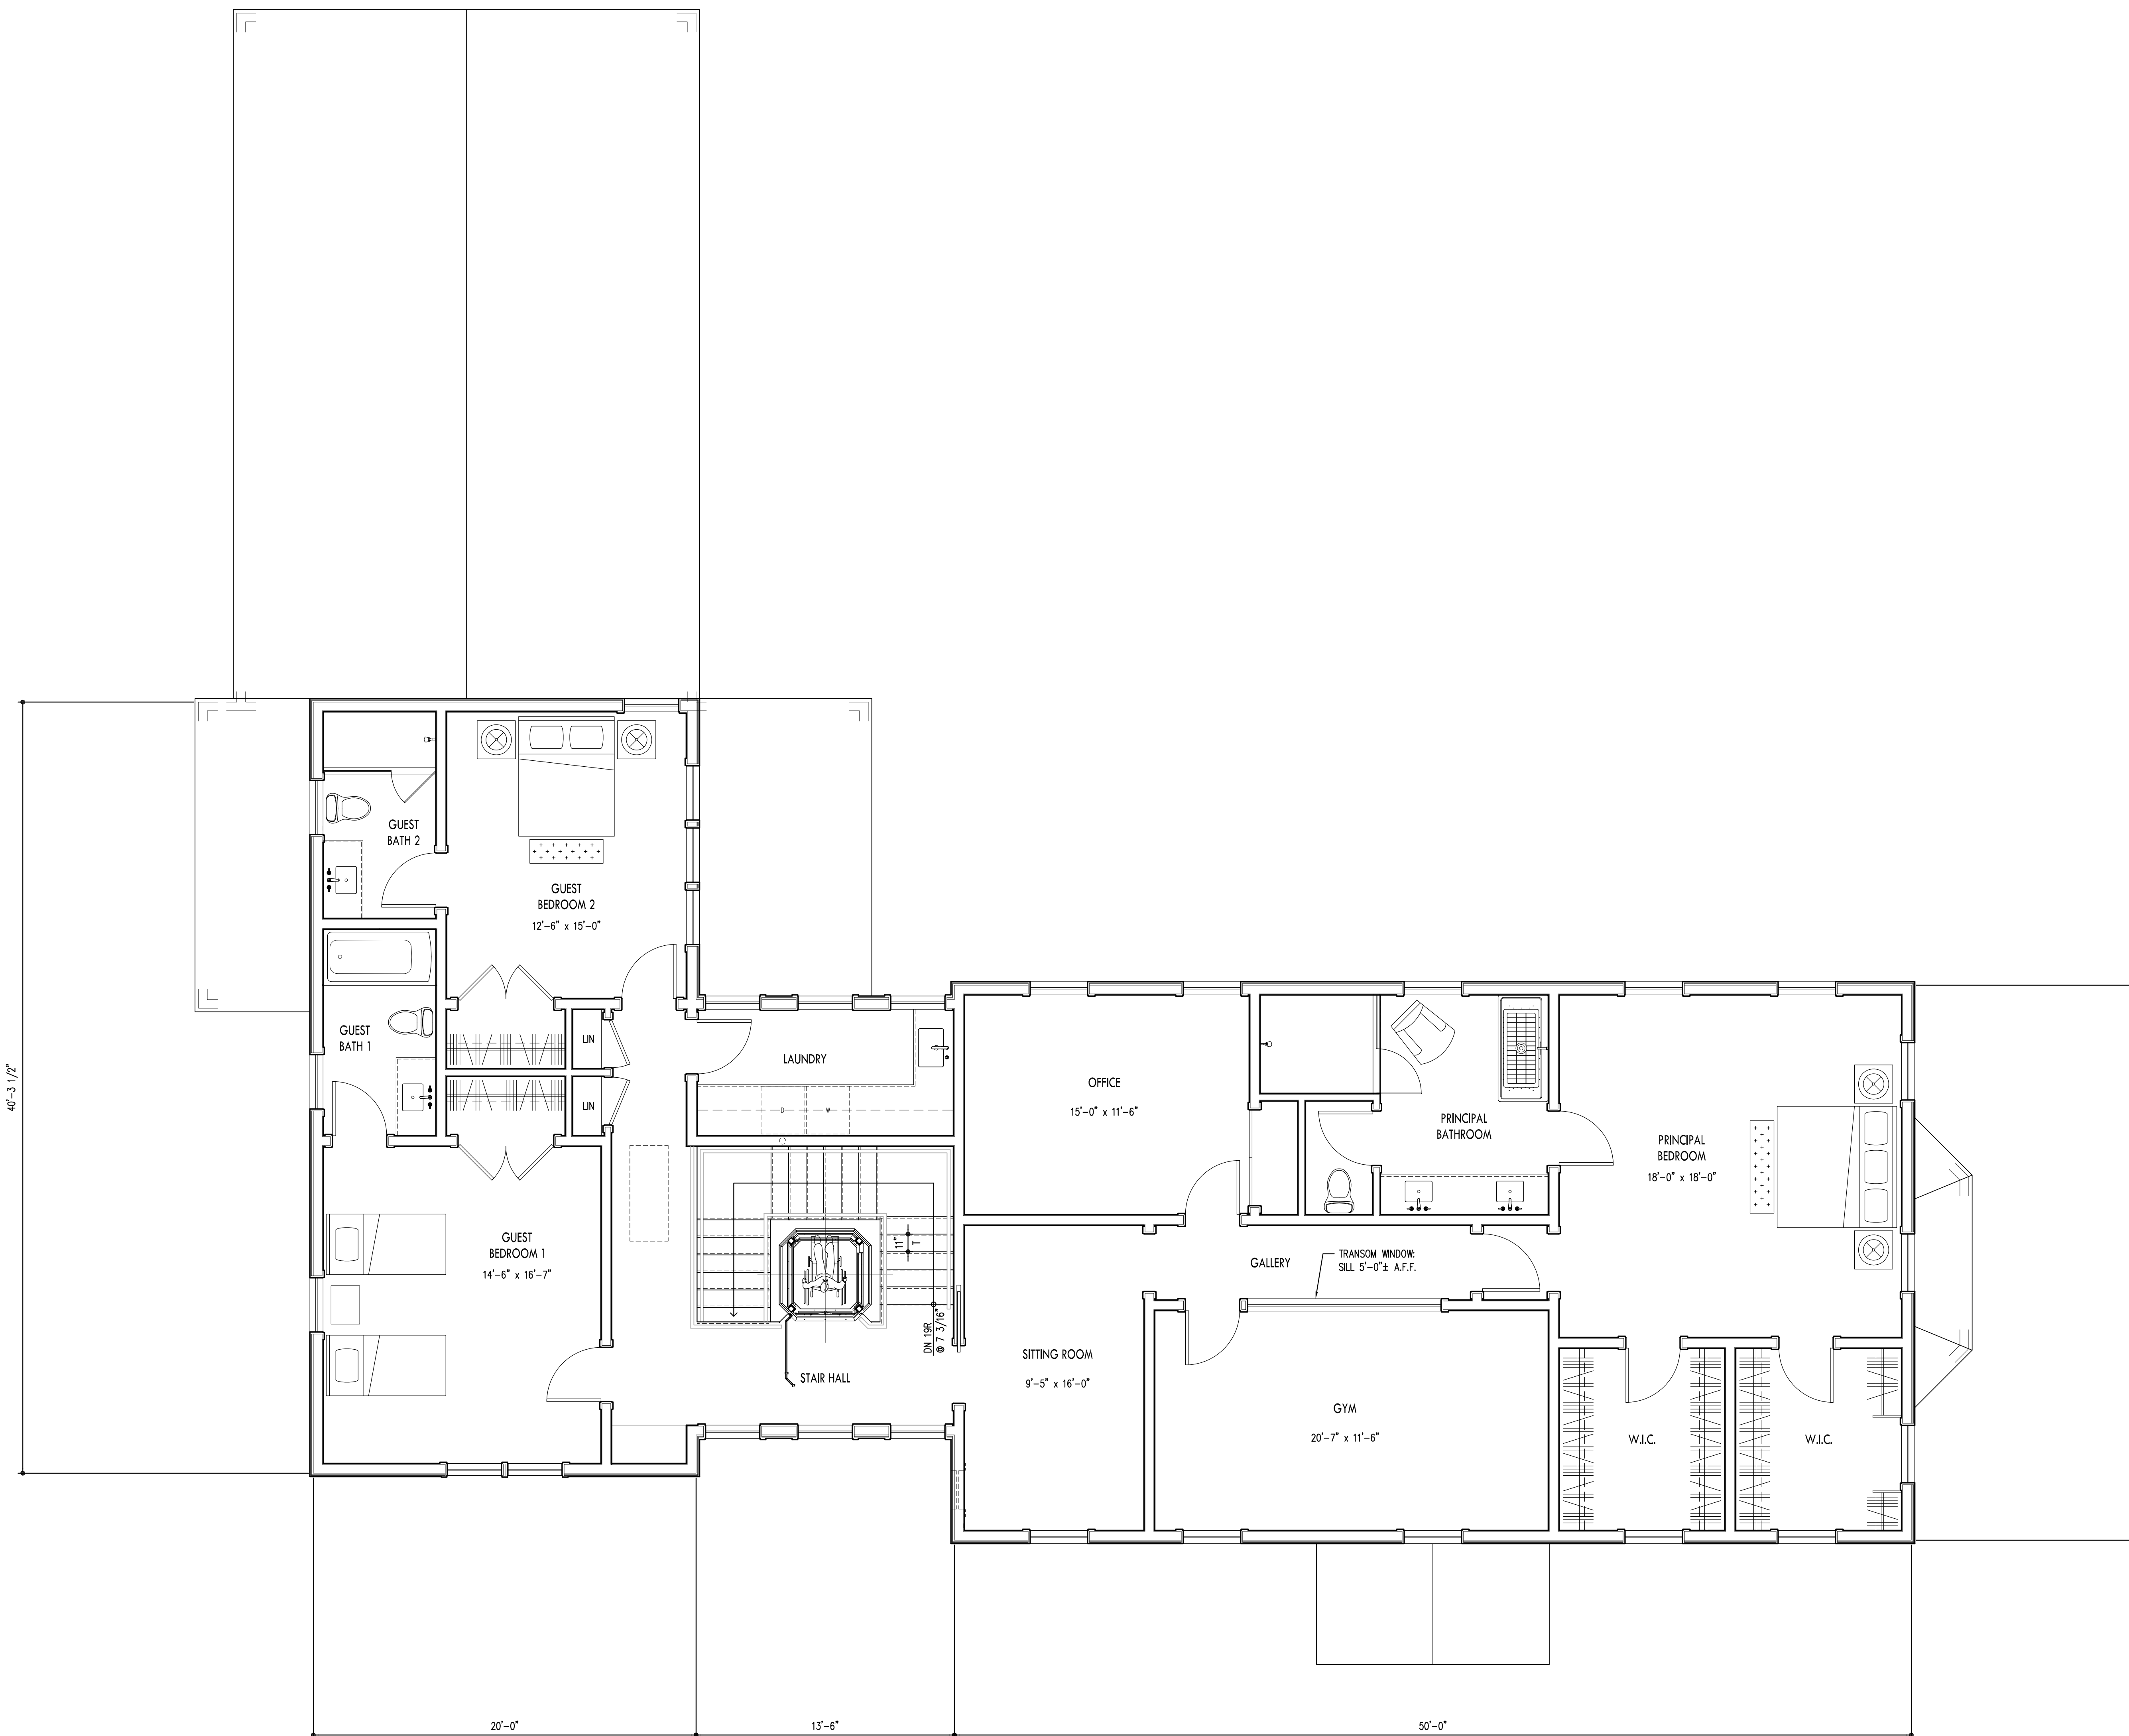 GUEST
BATH 2
GUEST
BEDROOM 2
12'-6" x 15'-0"
GUEST
BATH 1
LIN
LIN
LAUNDRY
OFFICE
15'-0" x 11'-6"
PRINCIPAL
BATHROOM
PRINCIPAL
BEDROOM
18'-0" x 18'-0"
40'-3 1/2"
GUEST
BEDROOM 1
14'-6" x 16'-7"
11"
T
DN 19R
@ 7 3/16"
STAIR HALL
GALLERY
TRANSOM WINDOW:
SILL 5'-0"± A.F.F.
SITTING ROOM
9'-5" x 16'-0"
GYM
20'-7" x 11'-6"
W.I.C.
W.I.C.
20'-0"
13'-6"
50'-0"